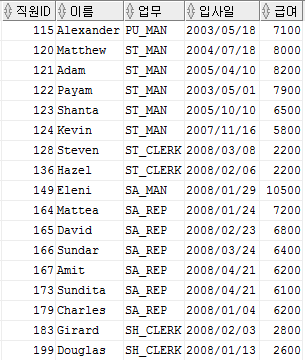 직원ID 이름 업무 입사일 급여
115 Alexander PU_MAN 2003/05/18 7100
120 Matthew ST_MAN 2004/07/18 8000
121 Adam ST_MAN 2005/04/10 8200
122 Payam ST_MAN 2003/05/01 7900
123 Shanta ST_MAN 2005/10/10 6500
124 Kevin ST_MAN 2007/11/16 5800
128 Steven ST_CLERK 2008/03/08 2200
136 Hazel ST_CLERK 2008/02/06 2200
149 Eleni SA_MAN 2008/01/29 10500
164 Mattea SA_REP 2008/01/24 7200
165 David SA_REP 2008/02/23 6800
166 Sundar SA_REP 2008/03/24 6400
167 Amit SA_REP 2008/04/21 6200
173 Sundita SA_REP 2008/04/21 6100
179 Charles SA_REP 2008/01/04 6200
183 Girard SH_CLERK 2008/02/03 2800
199 Douglas SH_CLERK 2008/01/13 2600